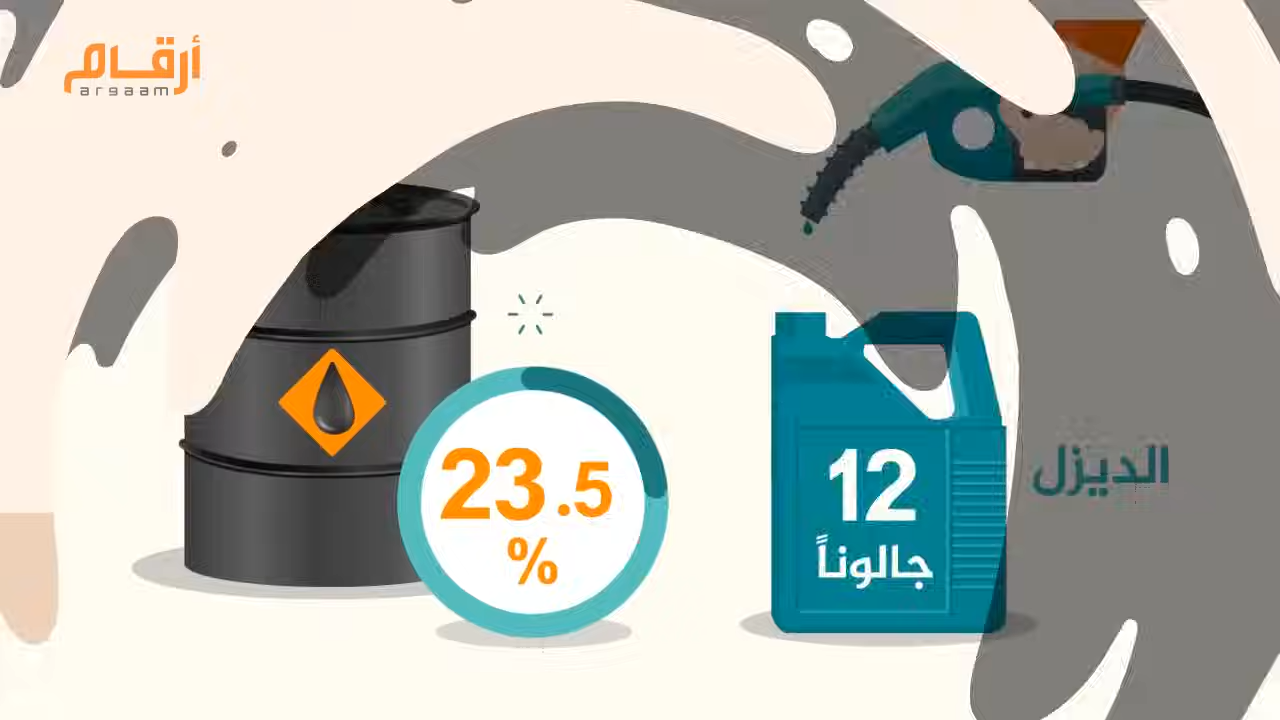 أرقام
argaam
23.5
%
12
جالوناً
الديزل